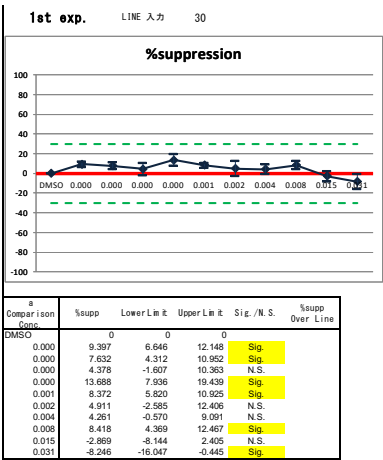 1st exp. LINE 入力 30
%suppression
100
80
60
40
20
0
DMSO 0.000 0.000 0.000 0.000 0.001 0.002 0.004 0.008 0.015 0.031
-20
-40
-60
-80
-100
a
Comparison Conc. %supp Lower Limit Upper Limit Sig./N.S. %supp Over Line
DMSO 0 0 0
0.000 9.397 6.646 12.148 Sig.
0.000 7.632 4.312 10.952 Sig.
0.000 4.378 -1.607 10.363 N.S.
0.000 13.688 7.936 19.439 Sig.
0.001 8.372 5.820 10.925 Sig.
0.002 4.911 -2.585 12.406 N.S.
0.004 4.261 -0.570 9.091 N.S.
0.008 8.418 4.369 12.467 Sig.
0.015 -2.869 -8.144 2.405 N.S.
0.031 -8.246 -16.047 -0.445 Sig.